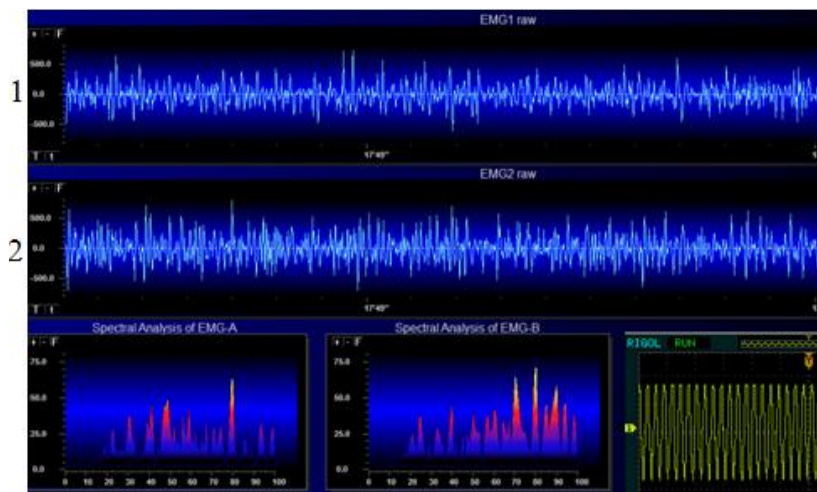 EMG1 raw
+ - F
500.0
1
0.0
-500.0
T 1
17'49"
EMG2 raw
+ - F
500.0
2
0.0
-500.0
T 1
17'49"
Spectral Analysis of EMG-A
Spectral Analysis of EMG-B
+ - F
+ - F
RIGOL RUN
75.0
75.0
50.0
50.0
25.0
25.0
0.0
0.0
0 10 20 30 40 50 60 70 80 90 100
0 10 20 30 40 50 60 70 80 90 100